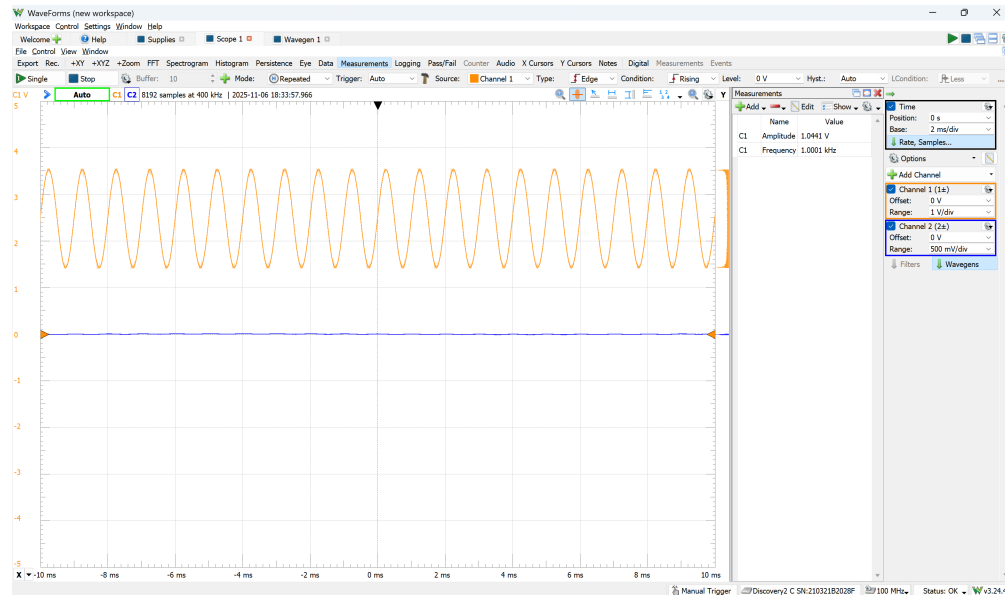 WaveForms (new workspace)
Workspace Control Settings Window Help
Welcome Help Supplies Scope 1 Wavegen 1
File Control View Window
Export Rec. +XY +XYZ +Zoom FFT Spectrogram Histogram Persistence Eye Data Measurements Logging Pass/Fail Counter Audio X Cursors Y Cursors Notes Digital Measurements Events
Single Stop Buffer: 10 Mode: Repeated Trigger: Auto Source: Channel 1 Type: Edge Condition: Rising Level: 0 V Hyst.: Auto LCondition: Less ...
C1 V Auto C1 C2 8192 samples at 400 kHz | 2025-11-06 18:33:57.966 Y
5
4
3
2
1
0
-1
-2
-3
-4
-5
X -10 ms -8 ms -6 ms -4 ms -2 ms 0 ms 2 ms 4 ms 6 ms 8 ms 10 ms
Measurements
Add Edit Show
Name Value
C1 Amplitude 1.0441 V
C1 Frequency 1.0001 kHz
Time
Position: 0 s
Base: 2 ms/div
Rate, Samples...
Options
Add Channel
Channel 1 (1±)
Offset: 0 V
Range: 1 V/div
Channel 2 (2±)
Offset: 0 V
Range: 500 mV/div
Filters Wavegens
Manual Trigger Discovery2 C SN:210321B2028F 100 MHz Status: OK v3.24.4